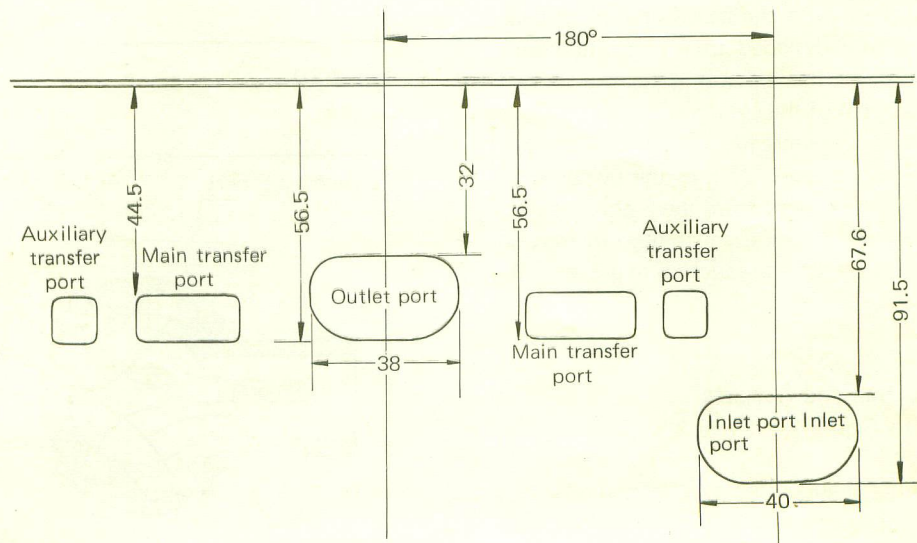 180°
44.5
56.5
32
56.5
67.6
91.5
Auxiliary
transfer
port
Main transfer
port
Outlet port
Auxiliary
transfer
port
Main transfer
port
38
Inlet port Inlet
port
40